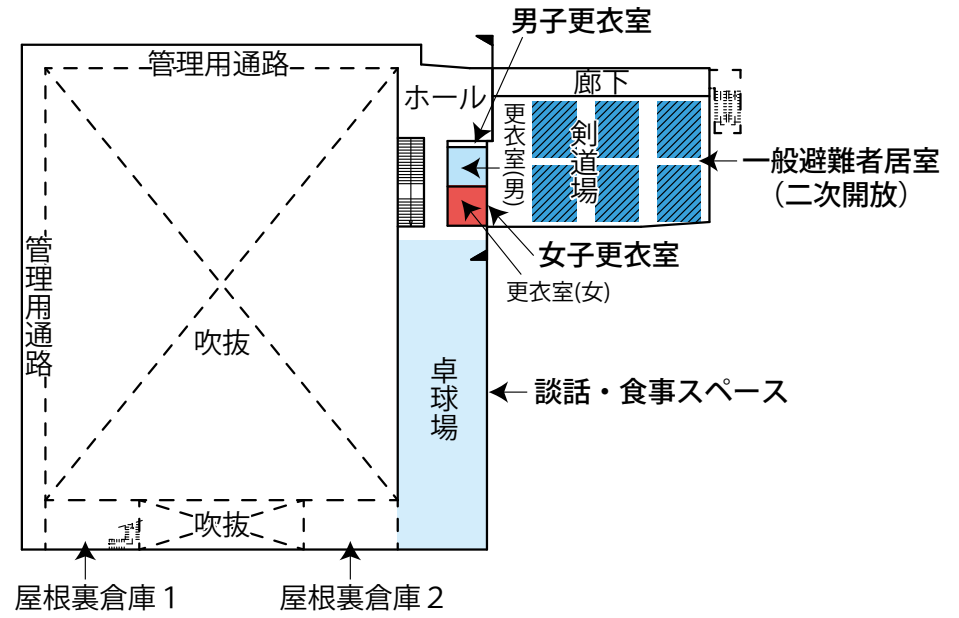 男子更衣室
管理用通路
廊下
ホール
更衣室(男)
剣道場
一般避難者居室
（二次開放）
女子更衣室
更衣室(女)
管理用通路
吹抜
卓球場
談話・食事スペース
吹抜
屋根裏倉庫１
屋根裏倉庫２